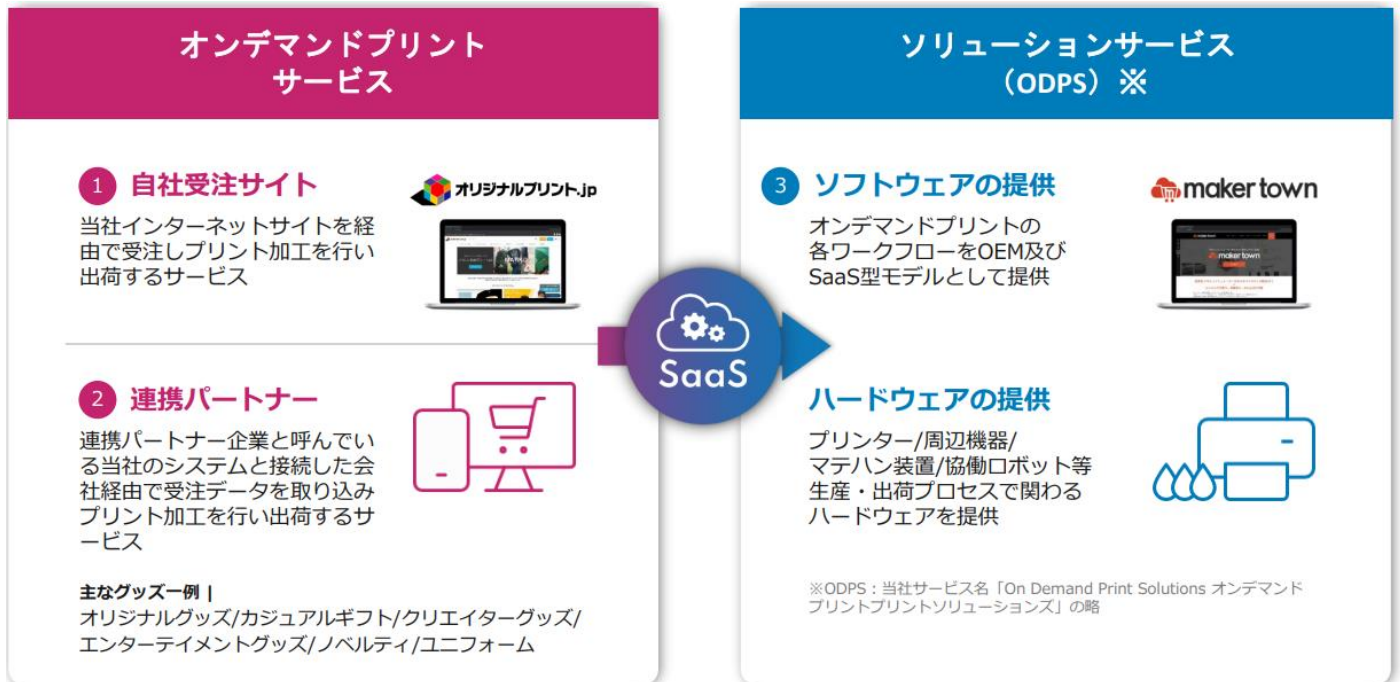 オンデマンドプリント
サービス
1 自社受注サイト
オリジナルプリント.jp
当社インターネットサイトを経
由で受注しプリント加工を行い
出荷するサービス
2 連携パートナー
連携パートナー企業と呼んでい
る当社のシステムと接続した会
社経由で受注データを取り込み
プリント加工を行い出荷するサ
ービス
主なグッズ一例 |
オリジナルグッズ/カジュアルギフト/クリエイターグッズ/
エンターテイメントグッズ/ノベルティ/ユニフォーム
SaaS
ソリューションサービス
（ODPS）※
3 ソフトウェアの提供
maker town
オンデマンドプリントの
各ワークフローをOEM及び
SaaS型モデルとして提供
maker town
ハードウェアの提供
プリンター/周辺機器/
マテハン装置/協働ロボット等
生産・出荷プロセスで関わる
ハードウェアを提供
※ODPS：当社サービス名「On Demand Print Solutions オンデマンド
プリントプリントソリューションズ」の略